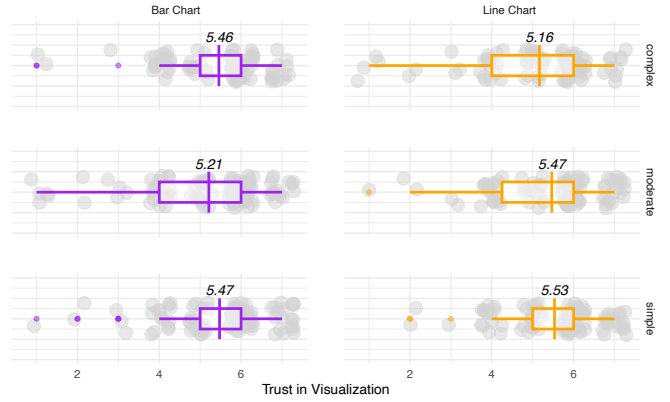 Bar Chart
Line Chart
5.46
5.16
complex
5.21
5.47
moderate
5.47
5.53
simple
2
4
6
2
4
6
Trust in Visualization